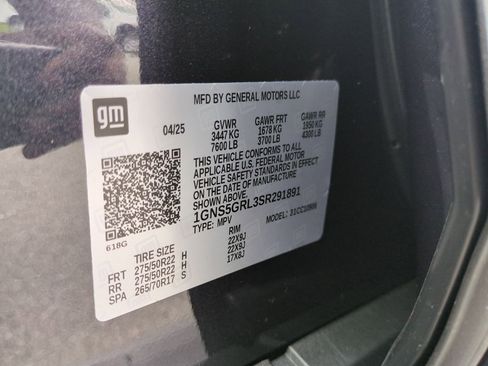 MFD BY GENERAL MOTORS LLC
gm
04/25 GVWR GAWR FRT GAWR RR
3447 KG 1678 KG 1950 KG
7600 LB 3700 LB 4300 LB
THIS VEHICLE CONFORMS TO ALL
APPLICABLE U.S. FEDERAL MOTOR
VEHICLE SAFETY STANDARDS IN EFFECT
ON THE DATE OF MANUFACTURE
SHOWN ABOVE.
1GNS5GRL3SR291891
TYPE: MPV MODEL:
618G
TIRE SIZE RIM
FRT 275/50R22 H 22X9J
RR 275/50R22 H 22X9J
SPA 265/70R17 S 17X8J